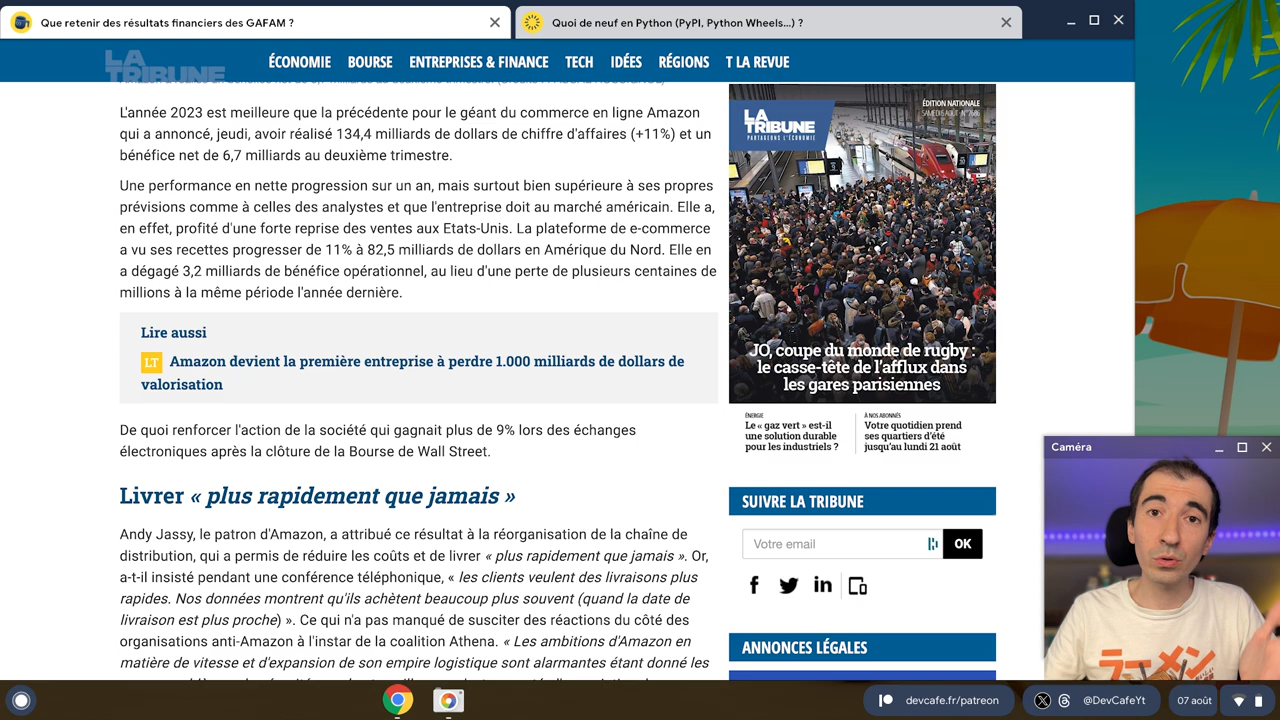 Que retenir des résultats financiers des GAFAM ?
Quoi de neuf en Python (PyPI, Python Wheels...) ?
LA TRIBUNE
ÉCONOMIE
BOURSE
ENTREPRISES & FINANCE
TECH
IDÉES
RÉGIONS
T LA REVUE
L'année 2023 est meilleure que la précédente pour le géant du commerce en ligne Amazon
qui a annoncé, jeudi, avoir réalisé 134,4 milliards de dollars de chiffre d'affaires (+11%) et un
bénéfice net de 6,7 milliards au deuxième trimestre.
Une performance en nette progression sur un an, mais surtout bien supérieure à ses propres
prévisions comme à celles des analystes et que l'entreprise doit au marché américain. Elle a,
en effet, profité d'une forte reprise des ventes aux Etats-Unis. La plateforme de e-commerce
a vu ses recettes progresser de 11% à 82,5 milliards de dollars en Amérique du Nord. Elle en
a dégagé 3,2 milliards de bénéfice opérationnel, au lieu d'une perte de plusieurs centaines de
millions à la même période l'année dernière.
Lire aussi
LT Amazon devient la première entreprise à perdre 1.000 milliards de dollars de
valorisation
De quoi renforcer l'action de la société qui gagnait plus de 9% lors des échanges
électroniques après la clôture de la Bourse de Wall Street.
Livrer « plus rapidement que jamais »
Andy Jassy, le patron d'Amazon, a attribué ce résultat à la réorganisation de la chaîne de
distribution, qui a permis de réduire les coûts et de livrer « plus rapidement que jamais ». Or,
a-t-il insisté pendant une conférence téléphonique, « les clients veulent des livraisons plus
rapides. Nos données montrent qu'ils achètent beaucoup plus souvent (quand la date de
livraison est plus proche) ». Ce qui n'a pas manqué de susciter des réactions du côté des
organisations anti-Amazon à l'instar de la coalition Athena. « Les ambitions d'Amazon en
matière de vitesse et d'expansion de son empire logistique sont alarmantes étant donné les
LA
TRIBUNE
PARTAGEONS L'ÉCONOMIE
ÉDITION NATIONALE
JO, coupe du monde de rugby :
le casse-tête de l'afflux dans
les gares parisiennes
ÉNERGIE
Le « gaz vert » est-il
une solution durable
pour les industriels ?
À NOS ABONNÉS
Votre quotidien prend
ses quartiers d'été
jusqu'au lundi 21 août
SUIVRE LA TRIBUNE
Votre email
OK
ANNONCES LÉGALES
Caméra
ラーメン
devcafe.fr/patreon
@DevCafeYt
07 août